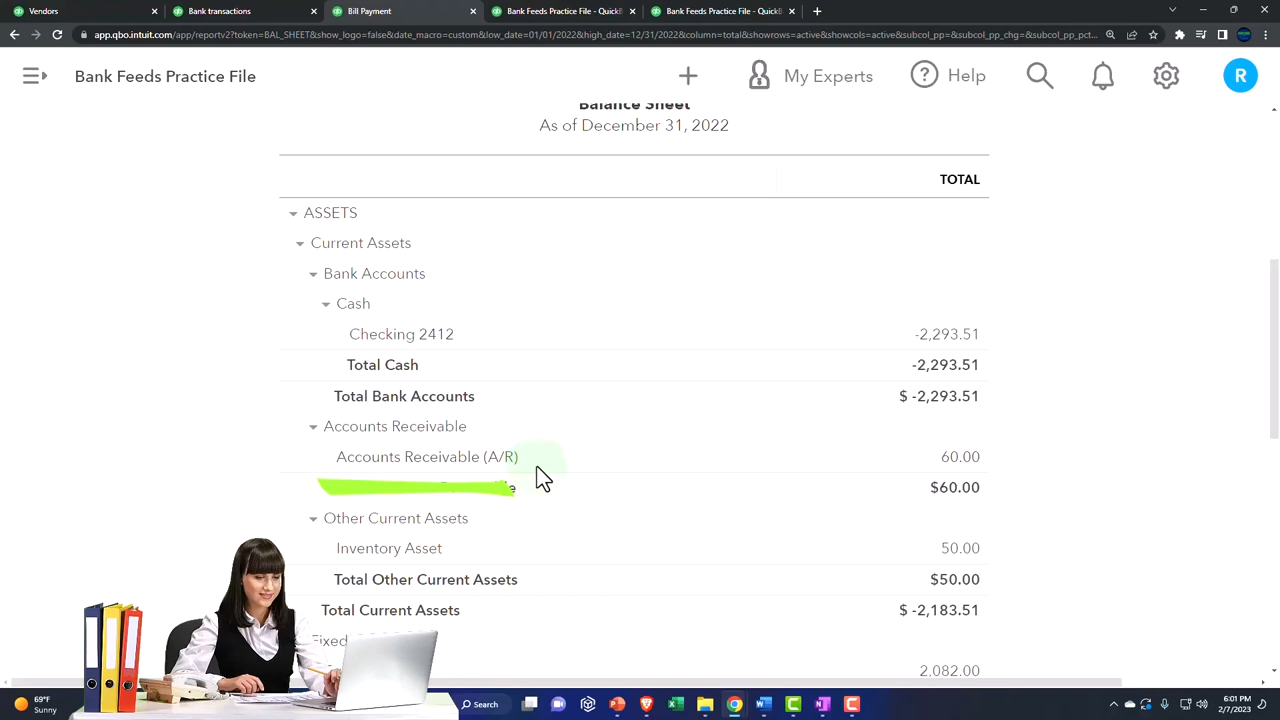 Vendors
Bank transactions
Bill Payment
Bank Feeds Practice File - QuickB
Bank Feeds Practice File - QuickB
app.qbo.intuit.com/app/reportv2?token=BAL_SHEET&show_logo=false&date_macro=custom&low_date=01/01/2022&high_date=12/31/2022&column=total&showrows=active&showcols=active&subcol_pp=&subcol_pp_chg=&subcol_pp_pct...
Bank Feeds Practice File
My Experts
Help
R
Balance Sheet
As of December 31, 2022
TOTAL
ASSETS
Current Assets
Bank Accounts
Cash
Checking 2412 -2,293.51
Total Cash -2,293.51
Total Bank Accounts $ -2,293.51
Accounts Receivable
Accounts Receivable (A/R) 60.00
$60.00
Other Current Assets
Inventory Asset 50.00
Total Other Current Assets $50.00
Total Current Assets $ -2,183.51
Fixed
2,082.00
69°F
Sunny
Search
6:01 PM
2/7/2023